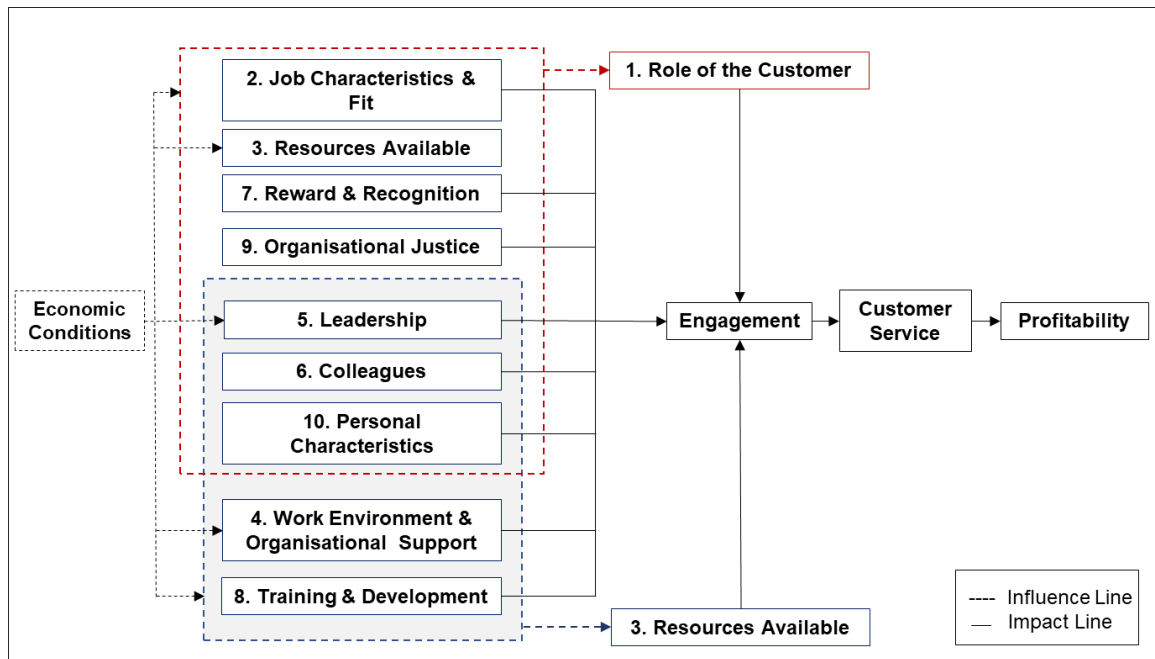 2. Job Characteristics &
Fit
1. Role of the Customer
3. Resources Available
7. Reward & Recognition
9. Organisational Justice
Economic
Conditions
5. Leadership
Engagement
Customer
Service
Profitability
6. Colleagues
10. Personal
Characteristics
4. Work Environment &
Organisational Support
8. Training & Development
3. Resources Available
---- Influence Line
— Impact Line